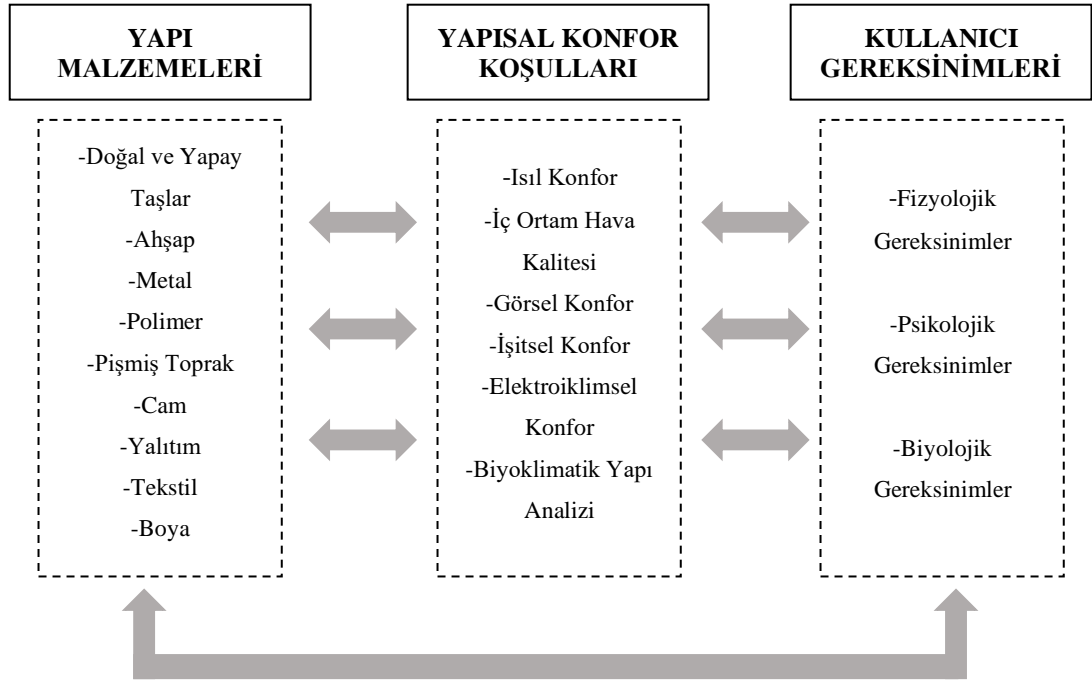 YAPI
MALZEMELERİ
YAPISAL KONFOR
KOŞULLARI
KULLANICI
GEREKSİNİMLERİ
-Doğal ve Yapay
Taşlar
-Ahşap
-Metal
-Polimer
-Pişmiş Toprak
-Cam
-Yalıtım
-Tekstil
-Boya
-Isıl Konfor
-İç Ortam Hava
Kalitesi
-Görsel Konfor
-İşitsel Konfor
-Elektroiklimsel
Konfor
-Biyoklimatik Yapı
Analizi
-Fizyolojik
Gereksinimler
-Psikolojik
Gereksinimler
-Biyolojik
Gereksinimler